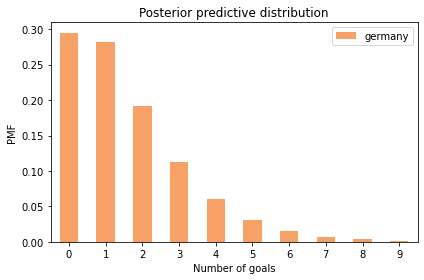 Posterior predictive distribution
germany
PMF
0.30
0.25
0.20
0.15
0.10
0.05
0.00
0 1 2 3 4 5 6 7 8 9
Number of goals